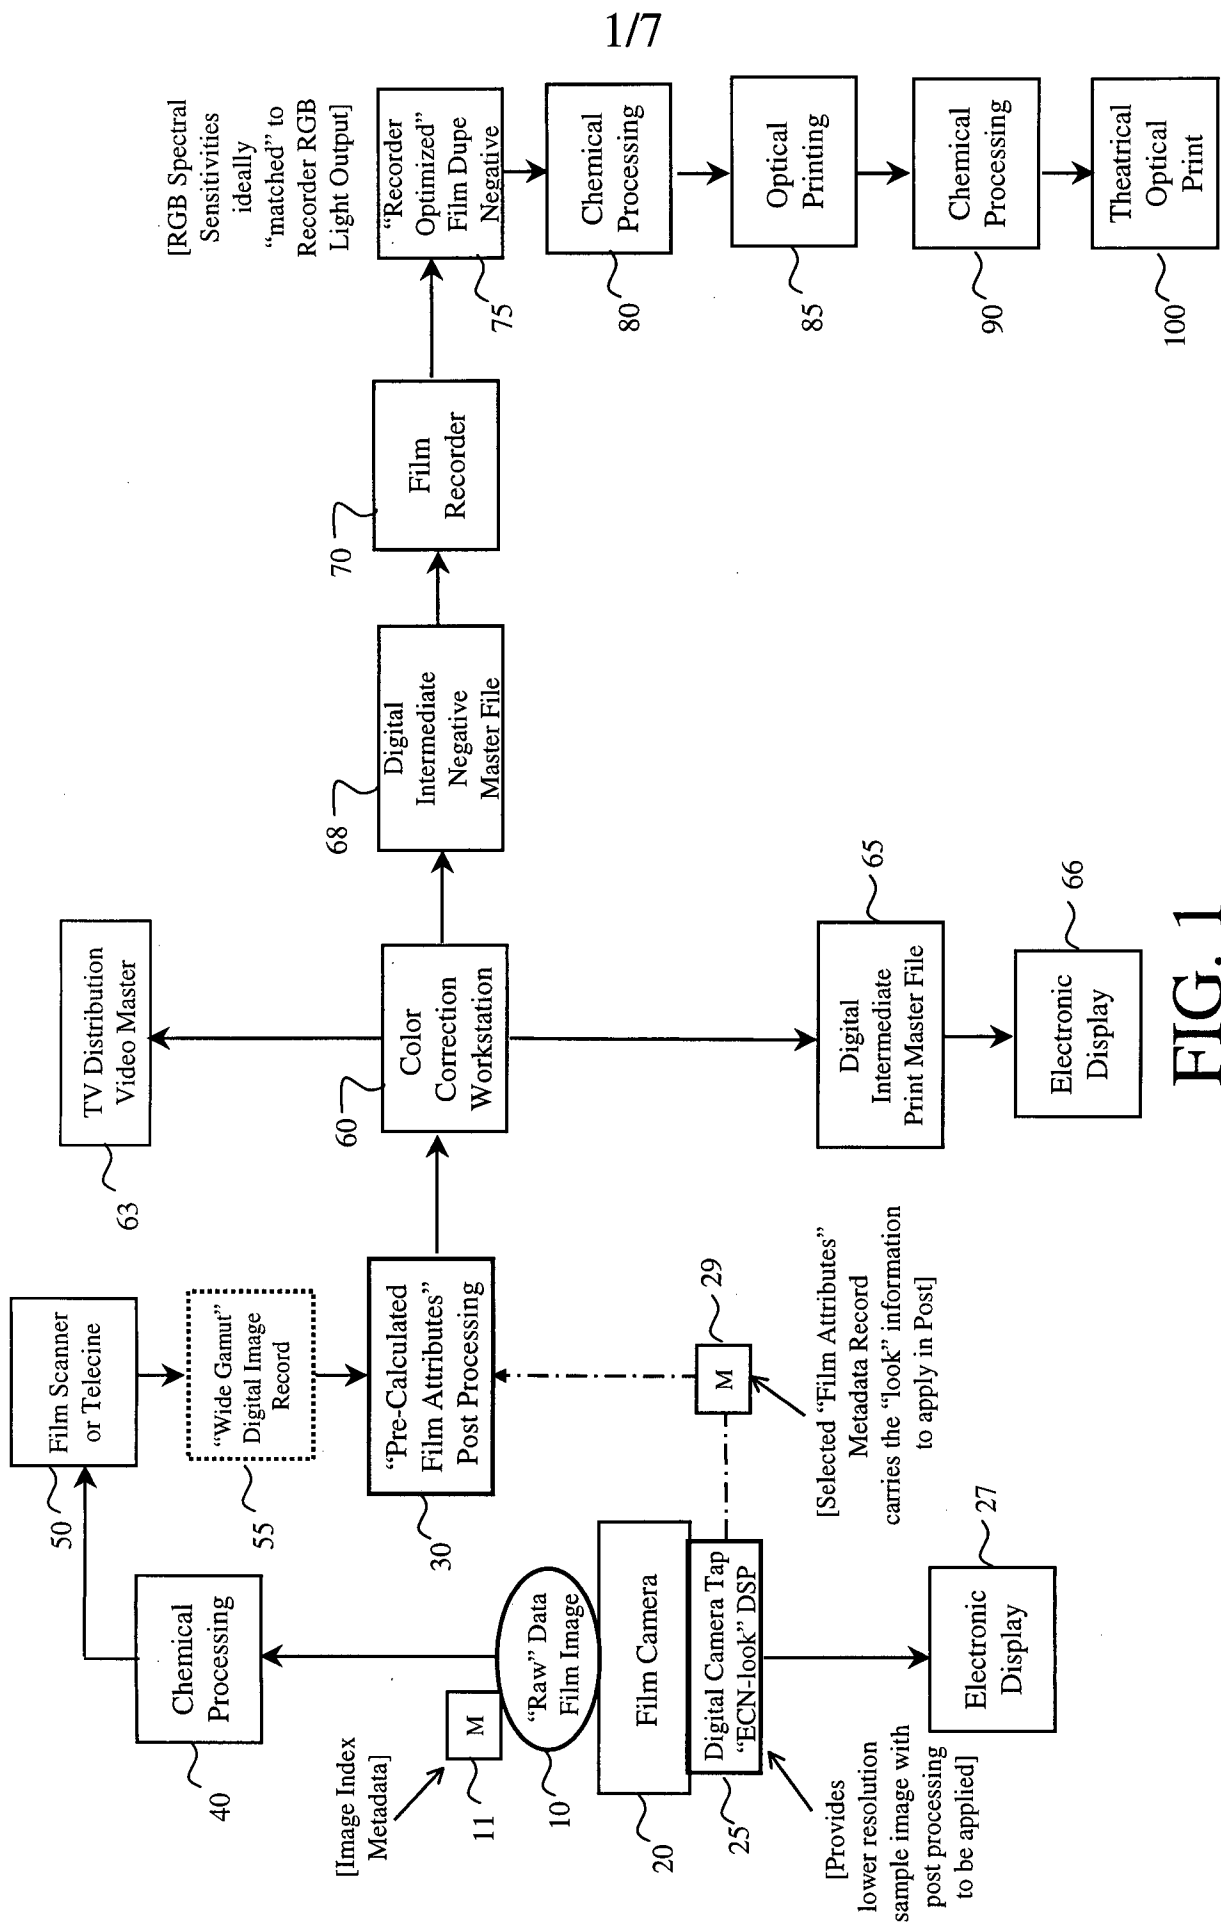 1/7
[Image Index
Metadada]
M
11
"Raw" Data
Film Image
10
Film Camera
20
Digital Camera Tap
"ECN-look" DSP
25
[Provides
lower resolution
sample image with
post processing
to be applied]
Electronic
Display
27
Chemical
Processing
40
Film Scanner
or Telecine
50
"Wide Gamut"
Digital Image
Record
55
"Pre-Calculated
Film Attributes"
Post Processing
30
M
29
[Selected "Film Attributes"
Metadata Record
carries the "look" information
to apply in Post]
TV Distribution
Video Master
63
Color
Correction
Workstation
60
Digital
Intermediate
Print Master File
65
Electronic
Display
66
Digital
Intermediate
Negative
Master File
68
Film
Recorder
70
[RGB Spectral
Sensitivities
ideally
"matched" to
Recorder RGB
Light Output]
"Recorder
Optimized"
Film Dupe
Negative
75
Chemical
Processing
80
Optical
Printing
85
Chemical
Processing
90
Theatrical
Optical
Print
100
FIG. 1